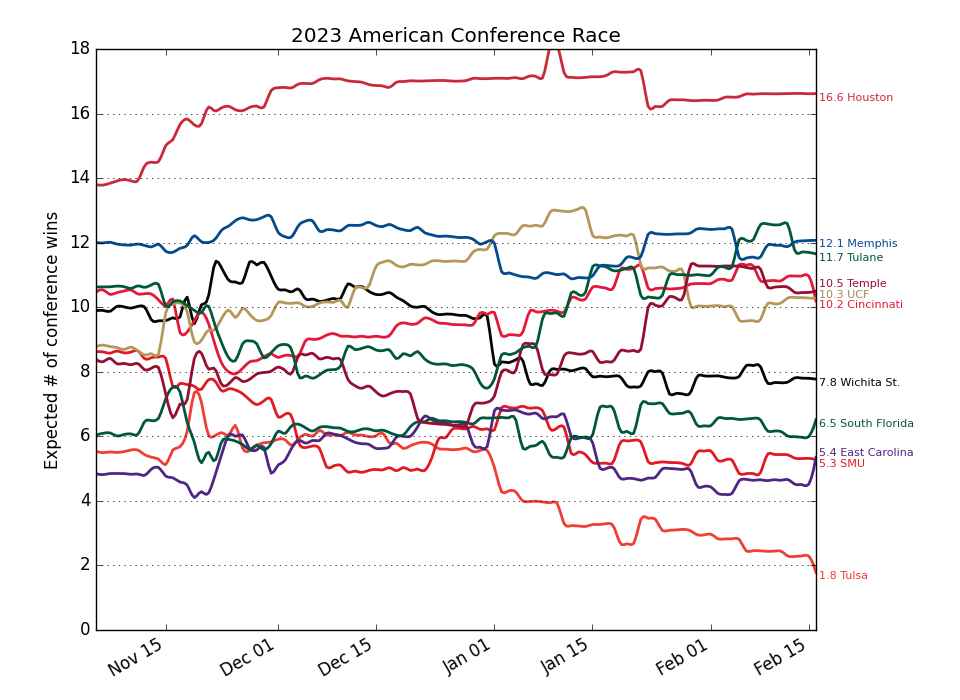 2023 American Conference Race
Expected # of conference wins
18
16
14
12
10
8
6
4
2
0
16.6 Houston
12.1 Memphis
11.7 Tulane
10.5 Temple
10.3 UCF
10.2 Cincinnati
7.8 Wichita St.
6.5 South Florida
5.4 East Carolina
5.3 SMU
1.8 Tulsa
Nov 15
Dec 01
Dec 15
Jan 01
Jan 15
Feb 01
Feb 15